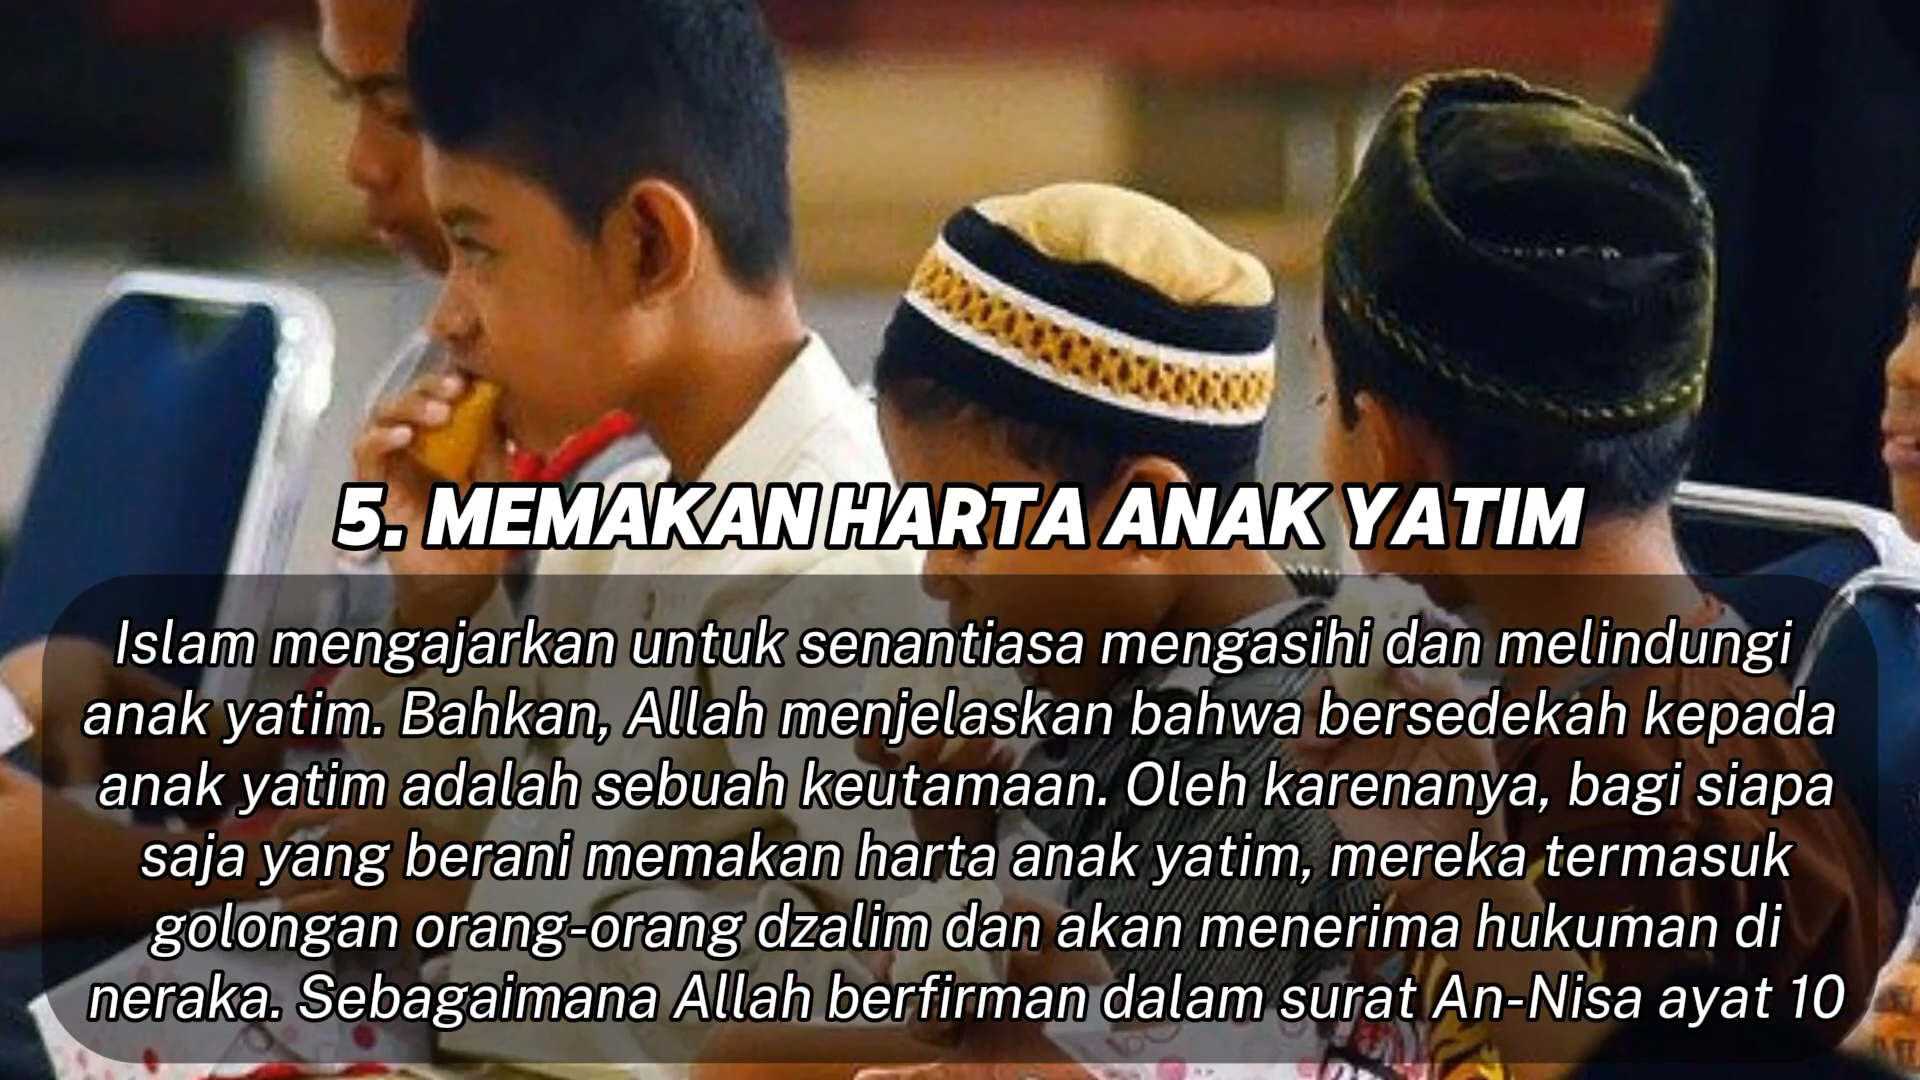 5. MEMAKAN HARTA ANAK YATIM
Islam mengajarkan untuk senantiasa mengasihi dan melindungi
anak yatim. Bahkan, Allah menjelaskan bahwa bersedekah kepada
anak yatim adalah sebuah keutamaan. Oleh karenanya, bagi siapa
saja yang berani memakan harta anak yatim, mereka termasuk
golongan orang-orang dzalim dan akan menerima hukuman di
neraka. Sebagaimana Allah berfirman dalam surat An-Nisa ayat 10